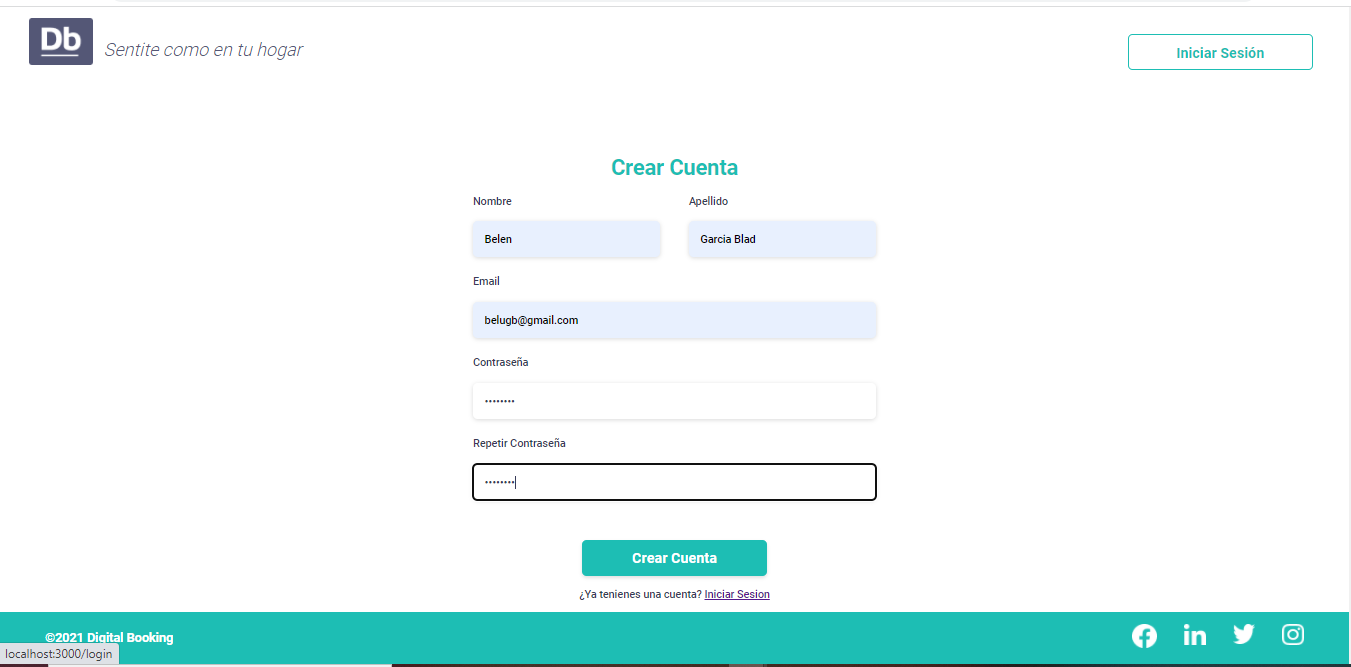 Db
Sentite como en tu hogar
Iniciar Sesión
Crear Cuenta
Nombre
Apellido
Belen
Garcia Blad
Email
belugb@gmail.com
Contraseña
••••••••
Repetir Contraseña
••••••••
Crear Cuenta
¿Ya tenienes una cuenta? Iniciar Sesion
©2021 Digital Booking
localhost:3000/login